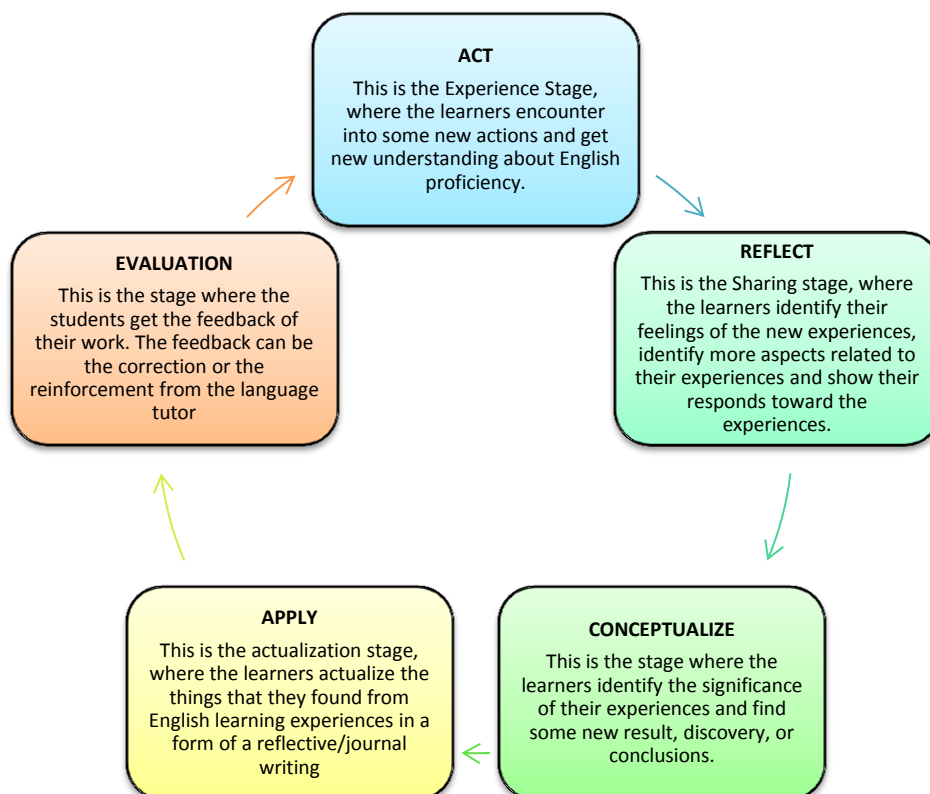 ACT
This is the Experience Stage,
where the learners encounter
into some new actions and get
new understanding about English
proficiency.
REFLECT
This is the Sharing stage, where
the learners identify their
feelings of the new experiences,
identify more aspects related to
their experiences and show their
responds toward the
experiences.
CONCEPTUALIZE
This is the stage where the
learners identify the significance
of their experiences and find
some new result, discovery, or
conclusions.
APPLY
This is the actualization stage,
where the learners actualize the
things that they found from
English learning experiences in a
form of a reflective/journal
writing
EVALUATION
This is the stage where the
students get the feedback of
their work. The feedback can be
the correction or the
reinforcement from the language
tutor